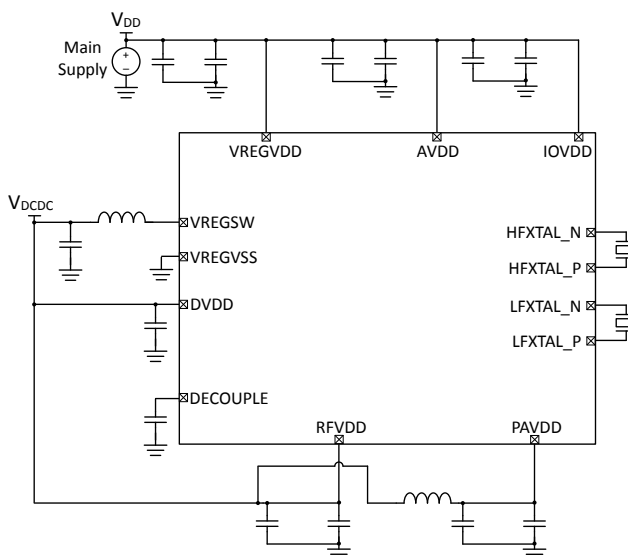 VDD
Main
Supply
+
−
VREGVDD
AVDD
IOVDD
VDCDC
VREGSW
HFXTAL_N
VREGVSS
HFXTAL_P
DVDD
LFXTAL_N
LFXTAL_P
DECOUPLE
RFVDD
PAVDD